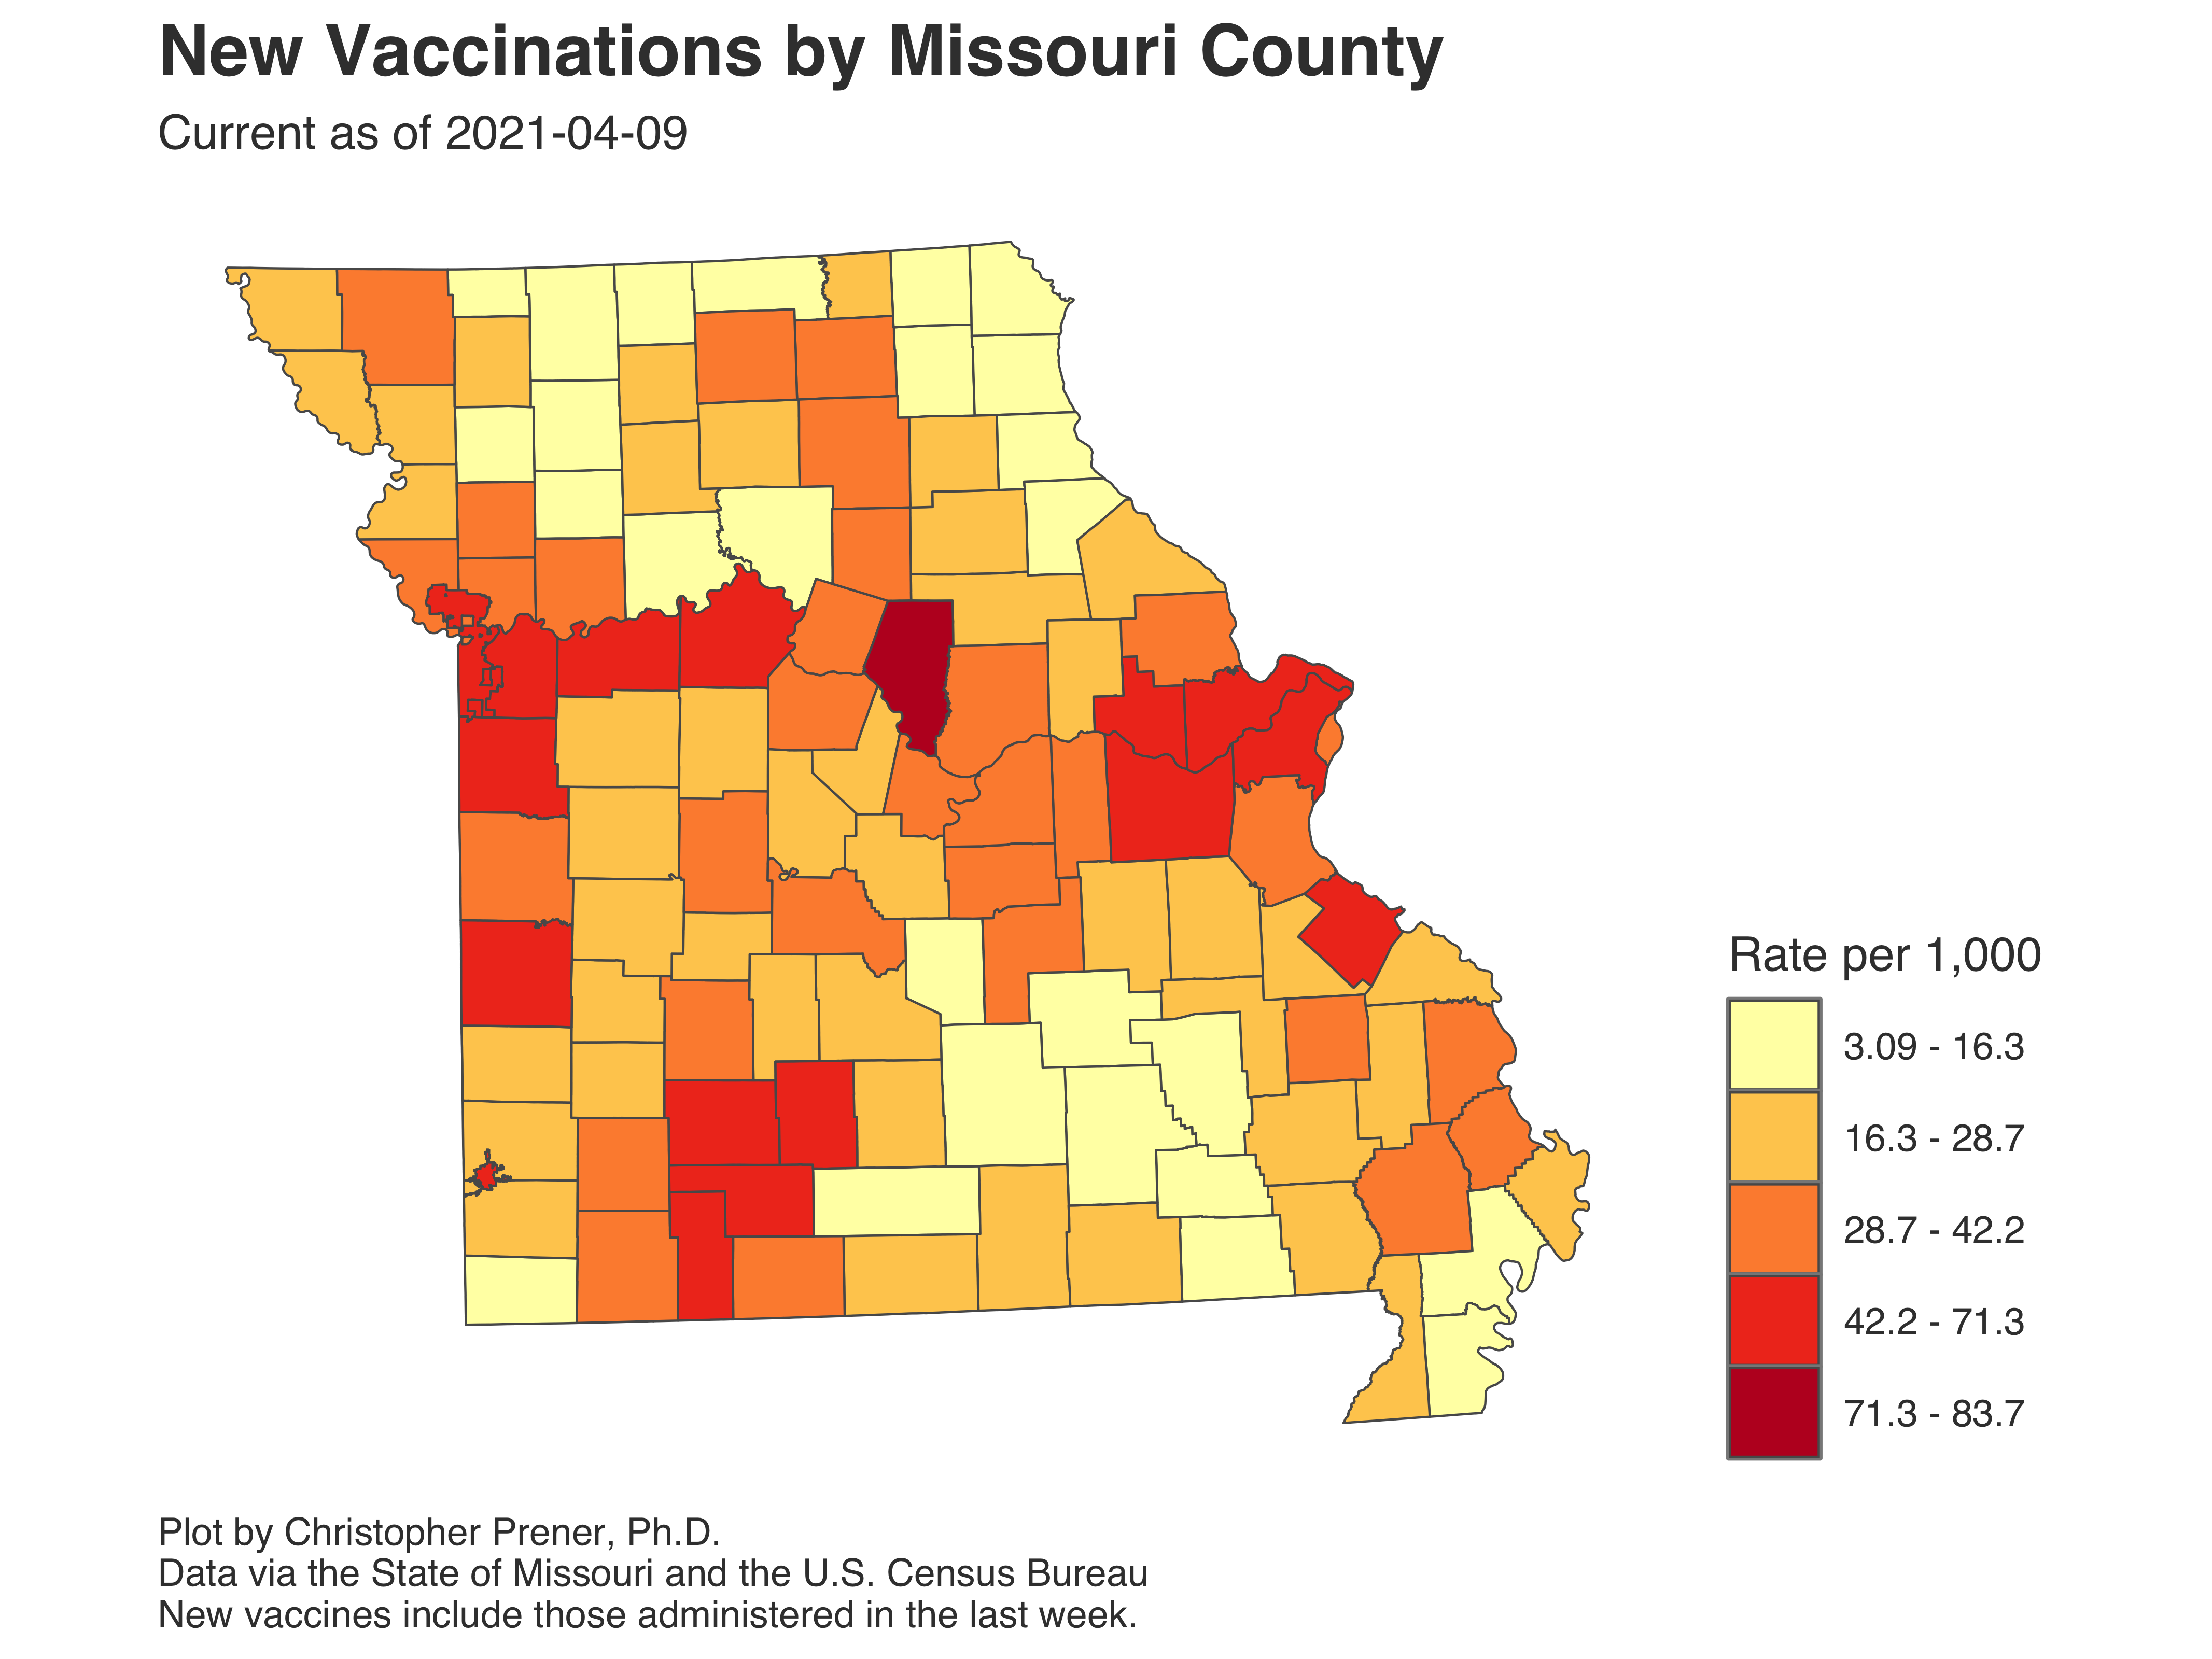 New Vaccinations by Missouri County
Current as of 2021-04-09
Rate per 1,000
3.09 - 16.3
16.3 - 28.7
28.7 - 42.2
42.2 - 71.3
71.3 - 83.7
Plot by Christopher Prener, Ph.D.
Data via the State of Missouri and the U.S. Census Bureau
New vaccines include those administered in the last week.